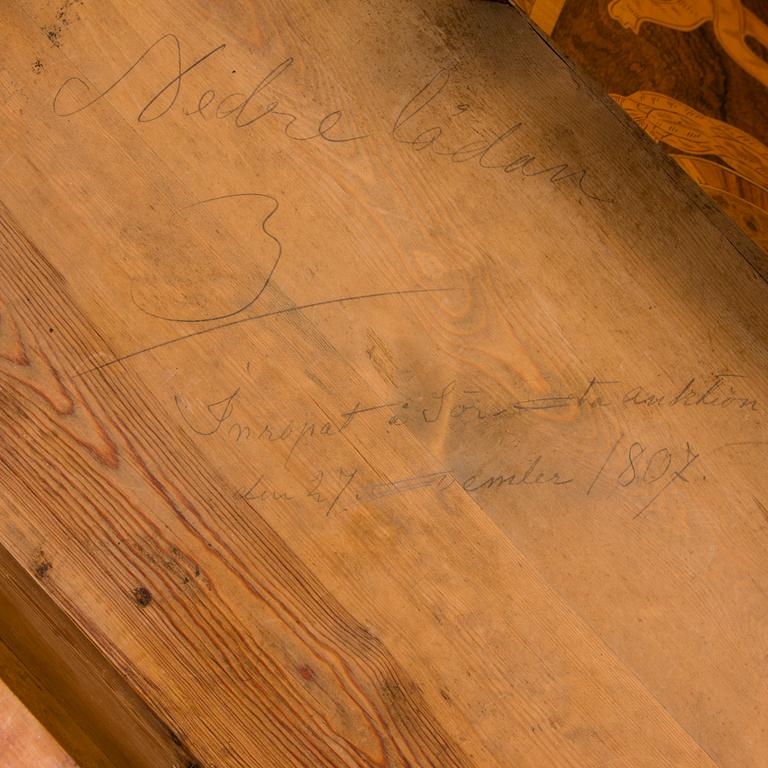 Nedre lådan
3
Inropat å auktion
den 27 1807.